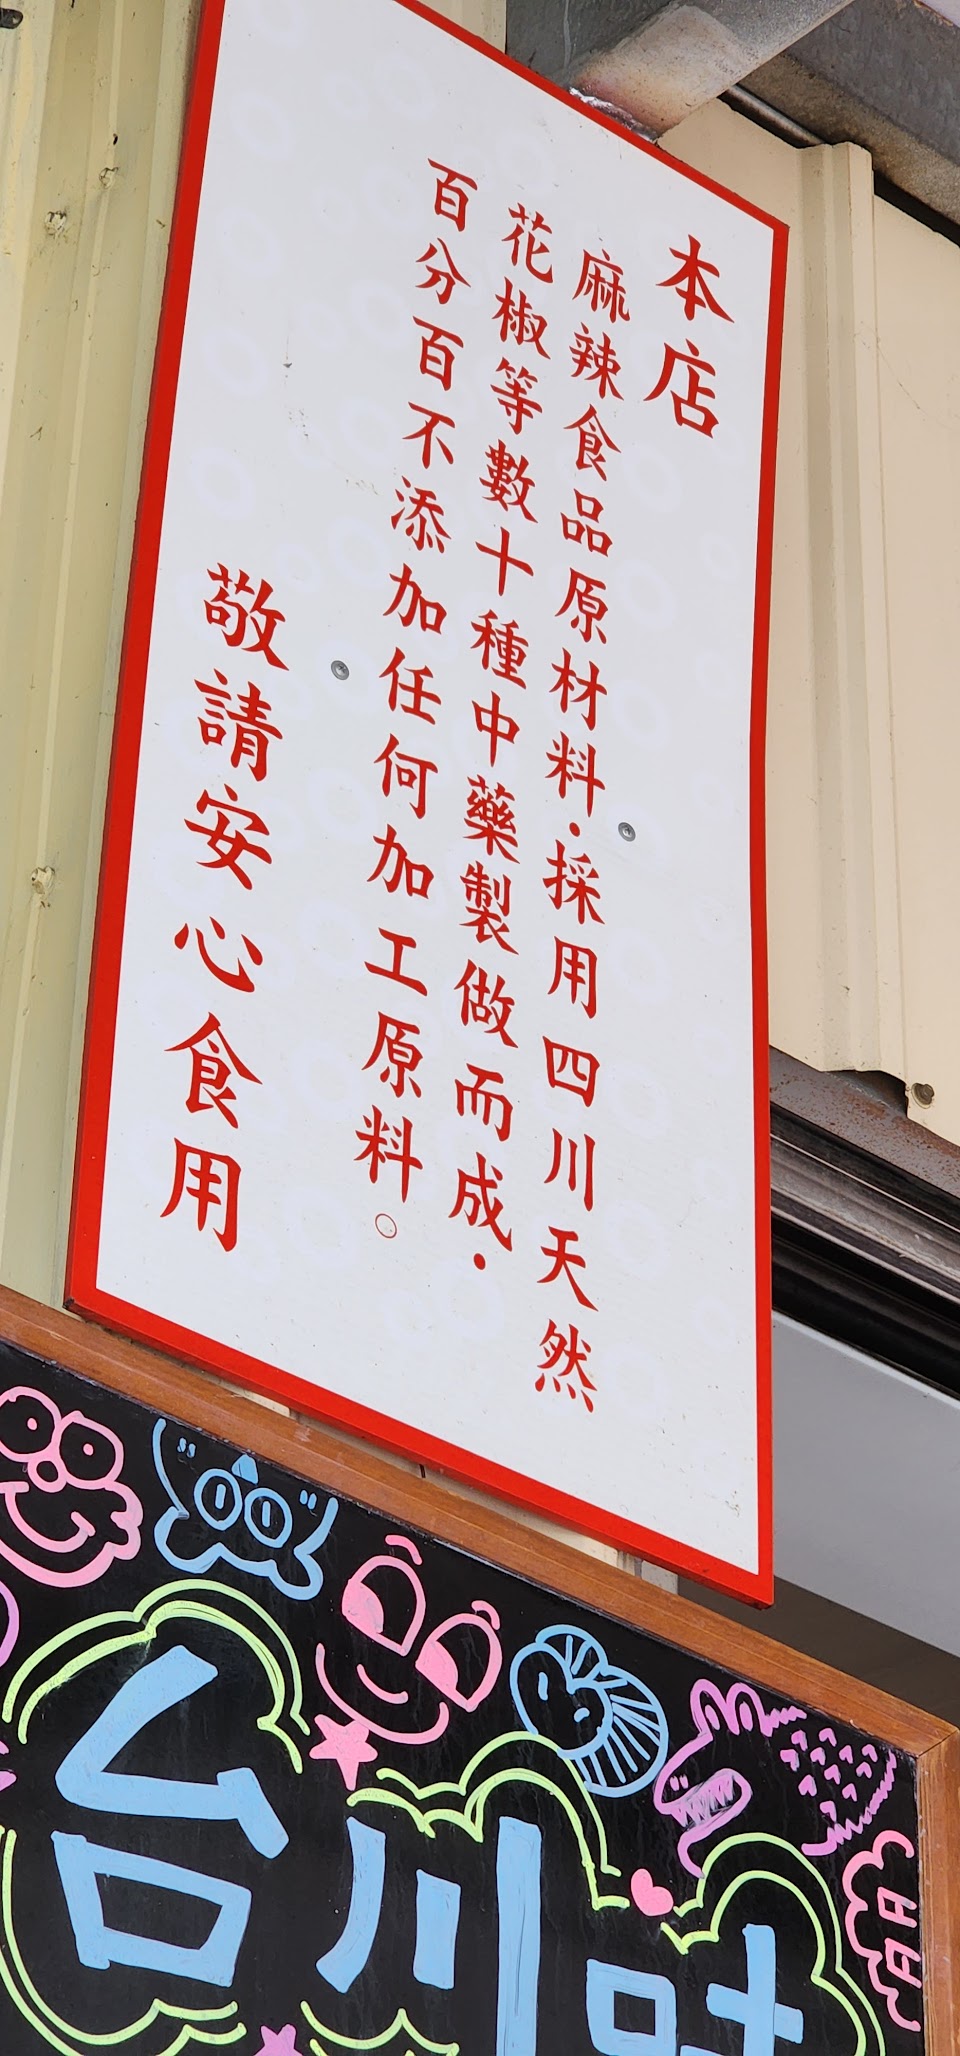 本店
麻辣食品原材料．採用四川天然
花椒等數十種中藥製做而成．
百分百不添加任何加工原料。
敬請安心食用
台川味